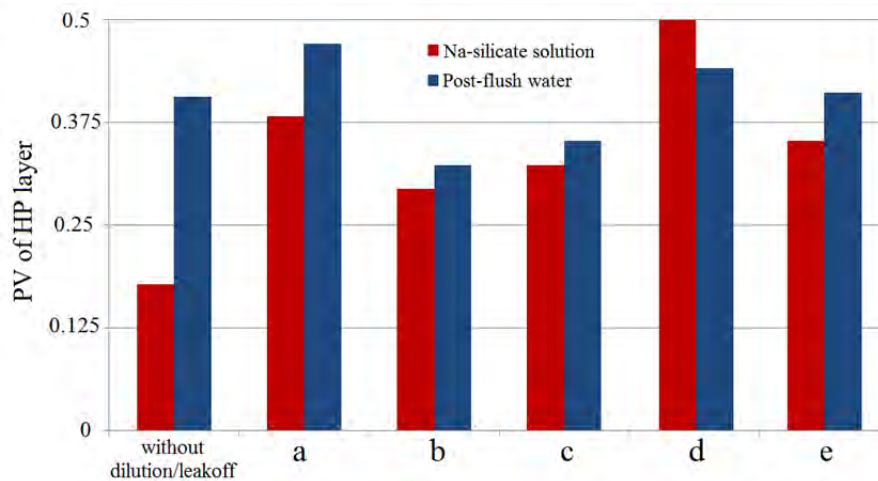 PV of HP layer
0.5
0.375
0.25
0.125
0
Na-silicate solution
Post-flush water
without
dilution/leakoff
a
b
c
d
e